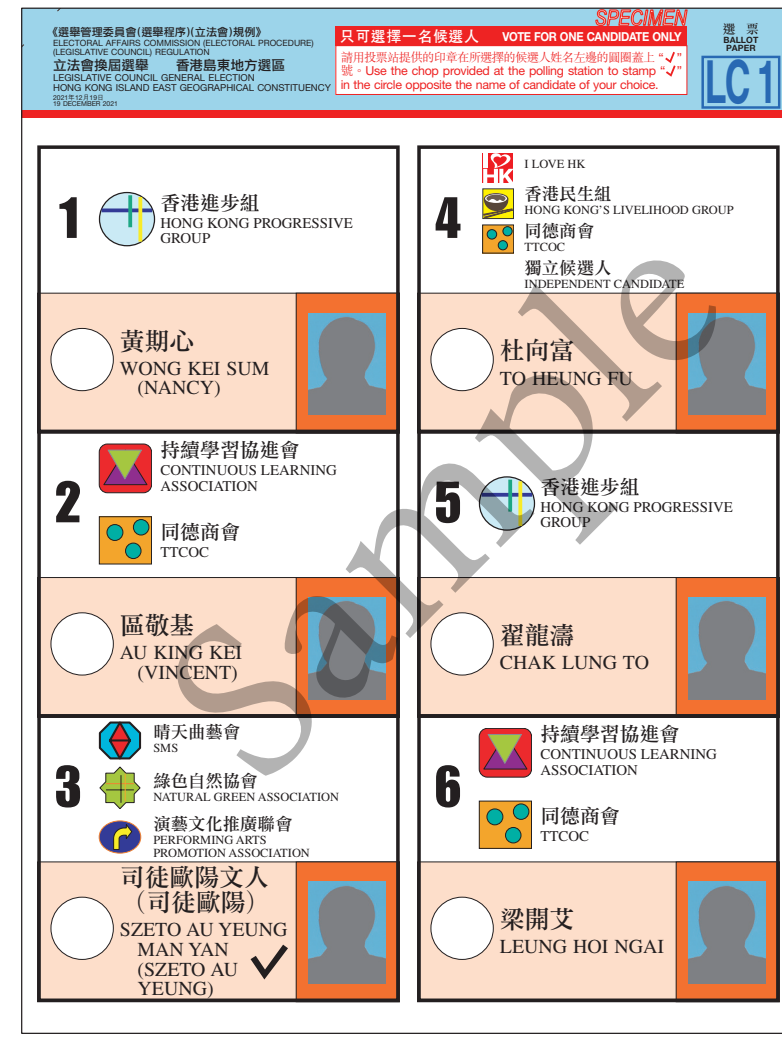 《選舉管理委員會(選舉程序)(立法會)規例》
ELECTORAL AFFAIRS COMMISSION (ELECTORAL PROCEDURE)
(LEGISLATIVE COUNCIL) REGULATION
立法會換屆選舉 香港島東地方選區
LEGISLATIVE COUNCIL GENERAL ELECTION
HONG KONG ISLAND EAST GEOGRAPHICAL CONSTITUENCY
2021年12月19日
19 DECEMBER 2021
SPECIMEN
只可選擇一名候選人 VOTE FOR ONE CANDIDATE ONLY
請用投票站提供的印章在所選擇的候選人姓名左邊的圓圈蓋上“✓”
號。Use the chop provided at the polling station to stamp “✓”
in the circle opposite the name of candidate of your choice.
選票
BALLOT
PAPER
LC 1
1
香港進步組
HONG KONG PROGRESSIVE
GROUP
黃期心
WONG KEI SUM
(NANCY)
2
持續學習協進會
CONTINUOUS LEARNING
ASSOCIATION
同德商會
TTCOC
區敬基
AU KING KEI
(VINCENT)
3
晴天曲藝會
SMS
綠色自然協會
NATURAL GREEN ASSOCIATION
演藝文化推廣聯會
PERFORMING ARTS
PROMOTION ASSOCIATION
司徒歐陽文人
(司徒歐陽)
SZETO AU YEUNG
MAN YAN
(SZETO AU
YEUNG)
4
I ♥ HK
I LOVE HK
香港民生組
HONG KONG'S LIVELIHOOD GROUP
同德商會
TTCOC
獨立候選人
INDEPENDENT CANDIDATE
杜向富
TO HEUNG FU
5
香港進步組
HONG KONG PROGRESSIVE
GROUP
翟龍濤
CHAK LUNG TO
6
持續學習協進會
CONTINUOUS LEARNING
ASSOCIATION
同德商會
TTCOC
梁開艾
LEUNG HOI NGAI
Sample